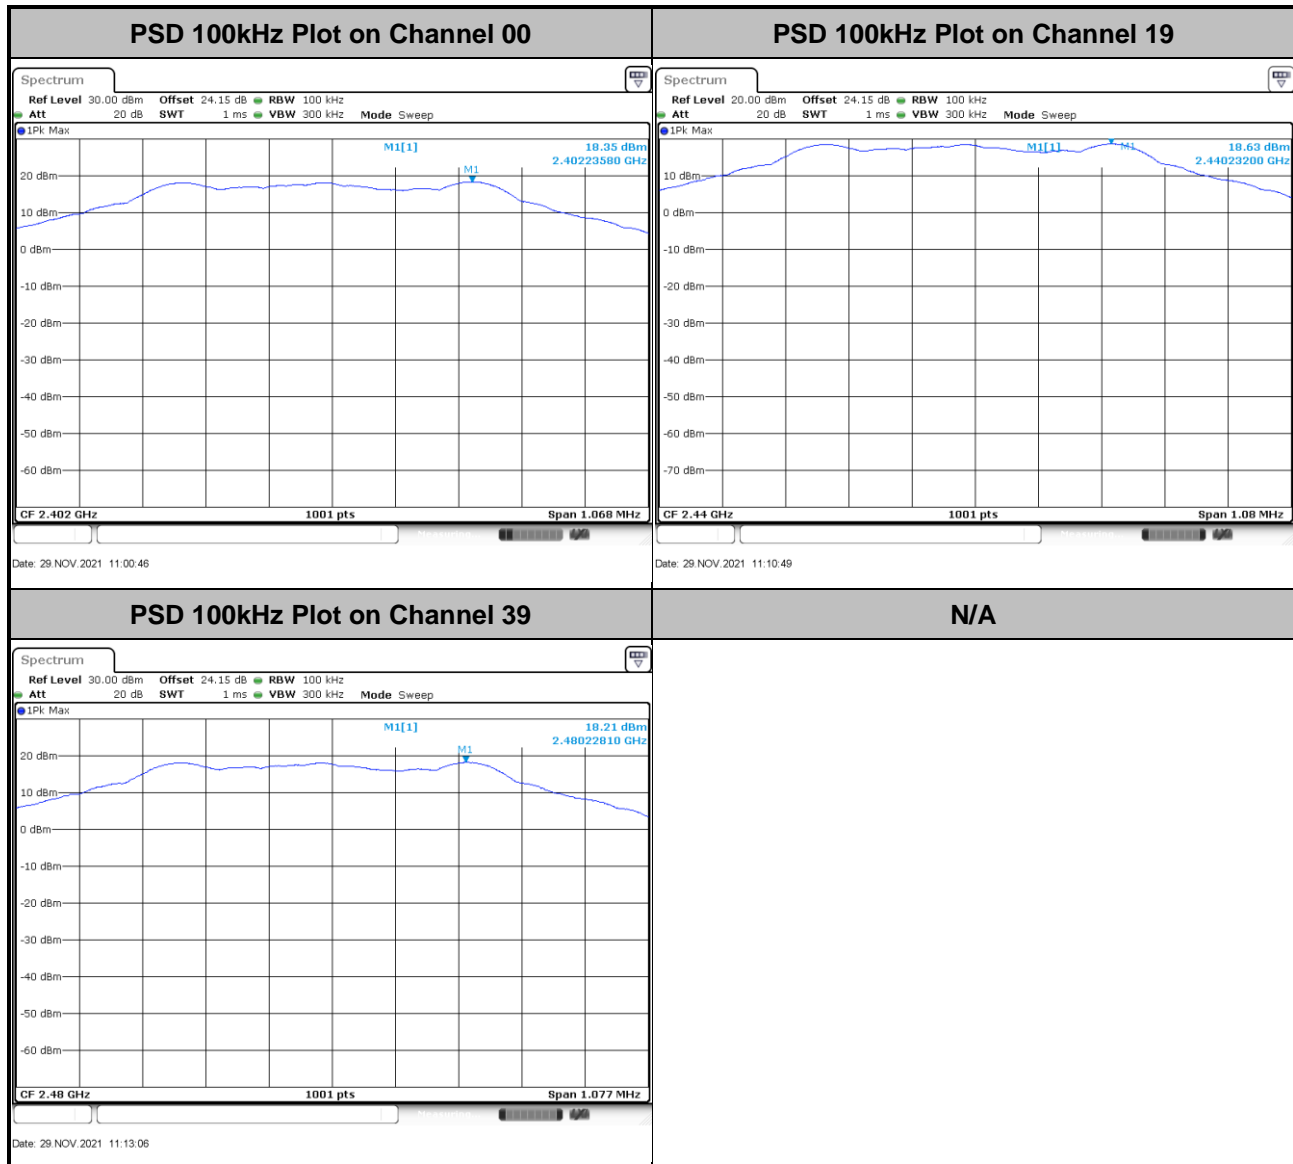 PSD 100kHz Plot on Channel 00
PSD 100kHz Plot on Channel 19
Spectrum
Ref Level 30.00 dBm Offset 24.15 dB RBW 100 kHz
Att 20 dB SWT 1 ms VBW 300 kHz Mode Sweep
1Pk Max
M1[1] 18.35 dBm
2.40223580 GHz
M1
20 dBm
10 dBm
0 dBm
-10 dBm
-20 dBm
-30 dBm
-40 dBm
-50 dBm
-60 dBm
CF 2.402 GHz 1001 pts Span 1.068 MHz
Measuring
Date: 29.NOV.2021 11:00:46
Spectrum
Ref Level 20.00 dBm Offset 24.15 dB RBW 100 kHz
Att 20 dB SWT 1 ms VBW 300 kHz Mode Sweep
1Pk Max
M1[1] M1 18.63 dBm
2.44023200 GHz
10 dBm
0 dBm
-10 dBm
-20 dBm
-30 dBm
-40 dBm
-50 dBm
-60 dBm
-70 dBm
CF 2.44 GHz 1001 pts Span 1.08 MHz
Measuring
Date: 29.NOV.2021 11:10:49
PSD 100kHz Plot on Channel 39
N/A
Spectrum
Ref Level 30.00 dBm Offset 24.15 dB RBW 100 kHz
Att 20 dB SWT 1 ms VBW 300 kHz Mode Sweep
1Pk Max
M1[1] 18.21 dBm
2.48022810 GHz
M1
20 dBm
10 dBm
0 dBm
-10 dBm
-20 dBm
-30 dBm
-40 dBm
-50 dBm
-60 dBm
CF 2.48 GHz 1001 pts Span 1.077 MHz
Measuring
Date: 29.NOV.2021 11:13:06